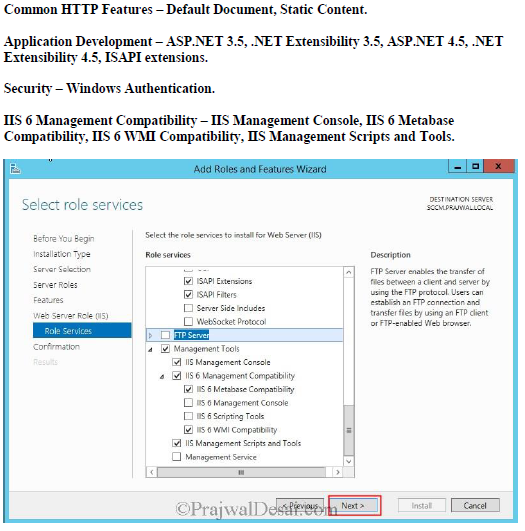 Common HTTP Features – Default Document, Static Content.
Application Development – ASP.NET 3.5, .NET Extensibility 3.5, ASP.NET 4.5, .NET
Extensibility 4.5, ISAPI extensions.
Security – Windows Authentication.
IIS 6 Management Compatibility – IIS Management Console, IIS 6 Metabase
Compatibility, IIS 6 WMI Compatibility, IIS Management Scripts and Tools.
Add Roles and Features Wizard
Select role services
DESTINATION SERVER
SCCM.PRAJWAL.LOCAL
Before You Begin
Installation Type
Server Selection
Server Roles
Features
Web Server Role (IIS)
Role Services
Confirmation
Results
Select the role services to install for Web Server (IIS)
Role services
ISAPI Extensions
ISAPI Filters
Server Side Includes
WebSocket Protocol
FTP Server
Management Tools
IIS Management Console
IIS 6 Management Compatibility
IIS 6 Metabase Compatibility
IIS 6 Management Console
IIS 6 Scripting Tools
IIS 6 WMI Compatibility
IIS Management Scripts and Tools
Management Service
Description
FTP Server enables the transfer of
files between a client and server by
using the FTP protocol. Users can
establish an FTP connection and
transfer files by using an FTP client
or FTP-enabled Web browser.
< Previous
Next >
Install
Cancel
©PrajwalDesai.com